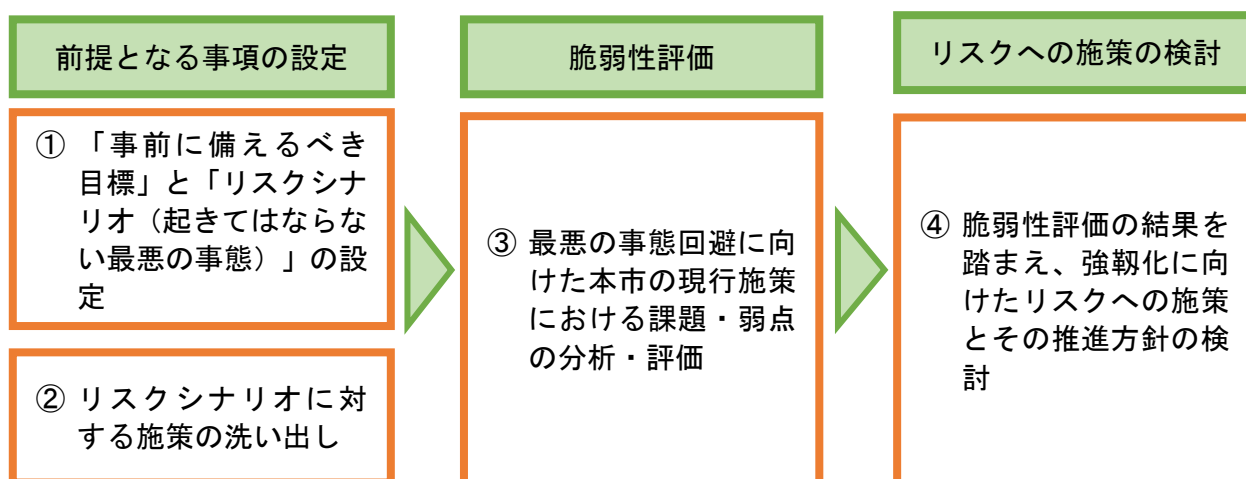 前提となる事項の設定
①「事前に備えるべき
目標」と「リスクシナ
リオ（起きてはならな
い最悪の事態）」の設
定
② リスクシナリオに対
する施策の洗い出し
脆弱性評価
③ 最悪の事態回避に向
けた本市の現行施策
における課題・弱点
の分析・評価
リスクへの施策の検討
④ 脆弱性評価の結果を
踏まえ、強靱化に向
けたリスクへの施策
とその推進方針の検
討